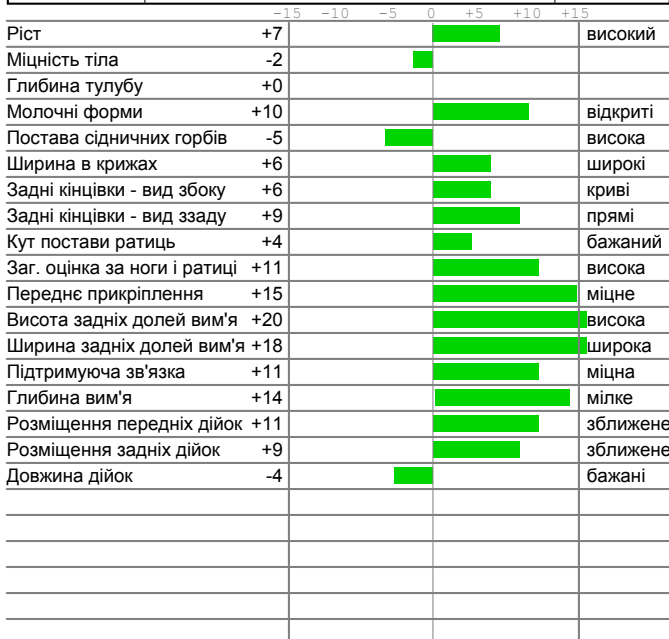 -15 -10 -5 0 +5 +10 +15
Ріст +7 високий
Міцність тіла -2
Глибина тулубу +0
Молочні форми +10 відкриті
Постава сідничних горбів -5 висока
Ширина в крижах +6 широкі
Задні кінцівки - вид збоку +6 криві
Задні кінцівки - вид ззаду +9 прямі
Кут постави ратиць +4 бажаний
Заг. оцінка за ноги і ратиці +11 висока
Переднє прикріплення +15 міцне
Висота задніх долей вим'я +20 висока
Ширина задніх долей вим'я +18 широка
Підтримуюча зв'язка +11 міцна
Глибина вим'я +14 мілке
Розміщення передніх дійок +11 зближене
Розміщення задніх дійок +9 зближене
Довжина дійок -4 бажані